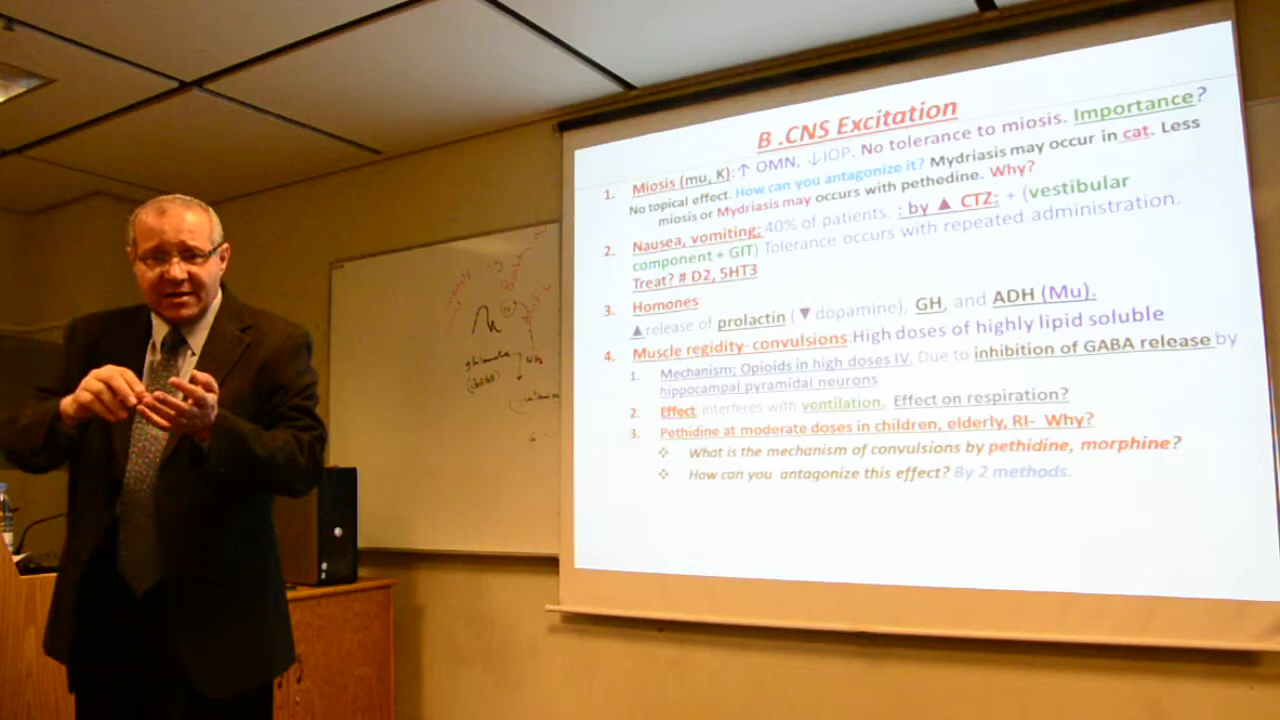 B .CNS Excitation
1. Miosis (mu, K):↑ OMN, ↓IOP. No tolerance to miosis. Importance?
No topical effect. How can you antagonize it? Mydriasis may occur in cat. Less
miosis or Mydriasis may occurs with pethedine. Why?
2. Nausea, vomiting; 40% of patients. : by ▲ CTZ: + (vestibular
component + GIT) Tolerance occurs with repeated administration.
Treat? # D2, 5HT3
3. Homones:
▲release of prolactin (▼ dopamine), GH, and ADH (Mu).
4. Muscle regidity- convulsions:High doses of highly lipid soluble
1. Mechanism; Opioids in high doses IV. Due to inhibition of GABA release by
hippocampal pyramidal neurons
2. Effect interferes with ventilation. Effect on respiration?
3. Pethidine at moderate doses in children, elderly, RI- Why?
❖ What is the mechanism of convulsions by pethidine, morphine?
❖ How can you antagonize this effect? By 2 methods.